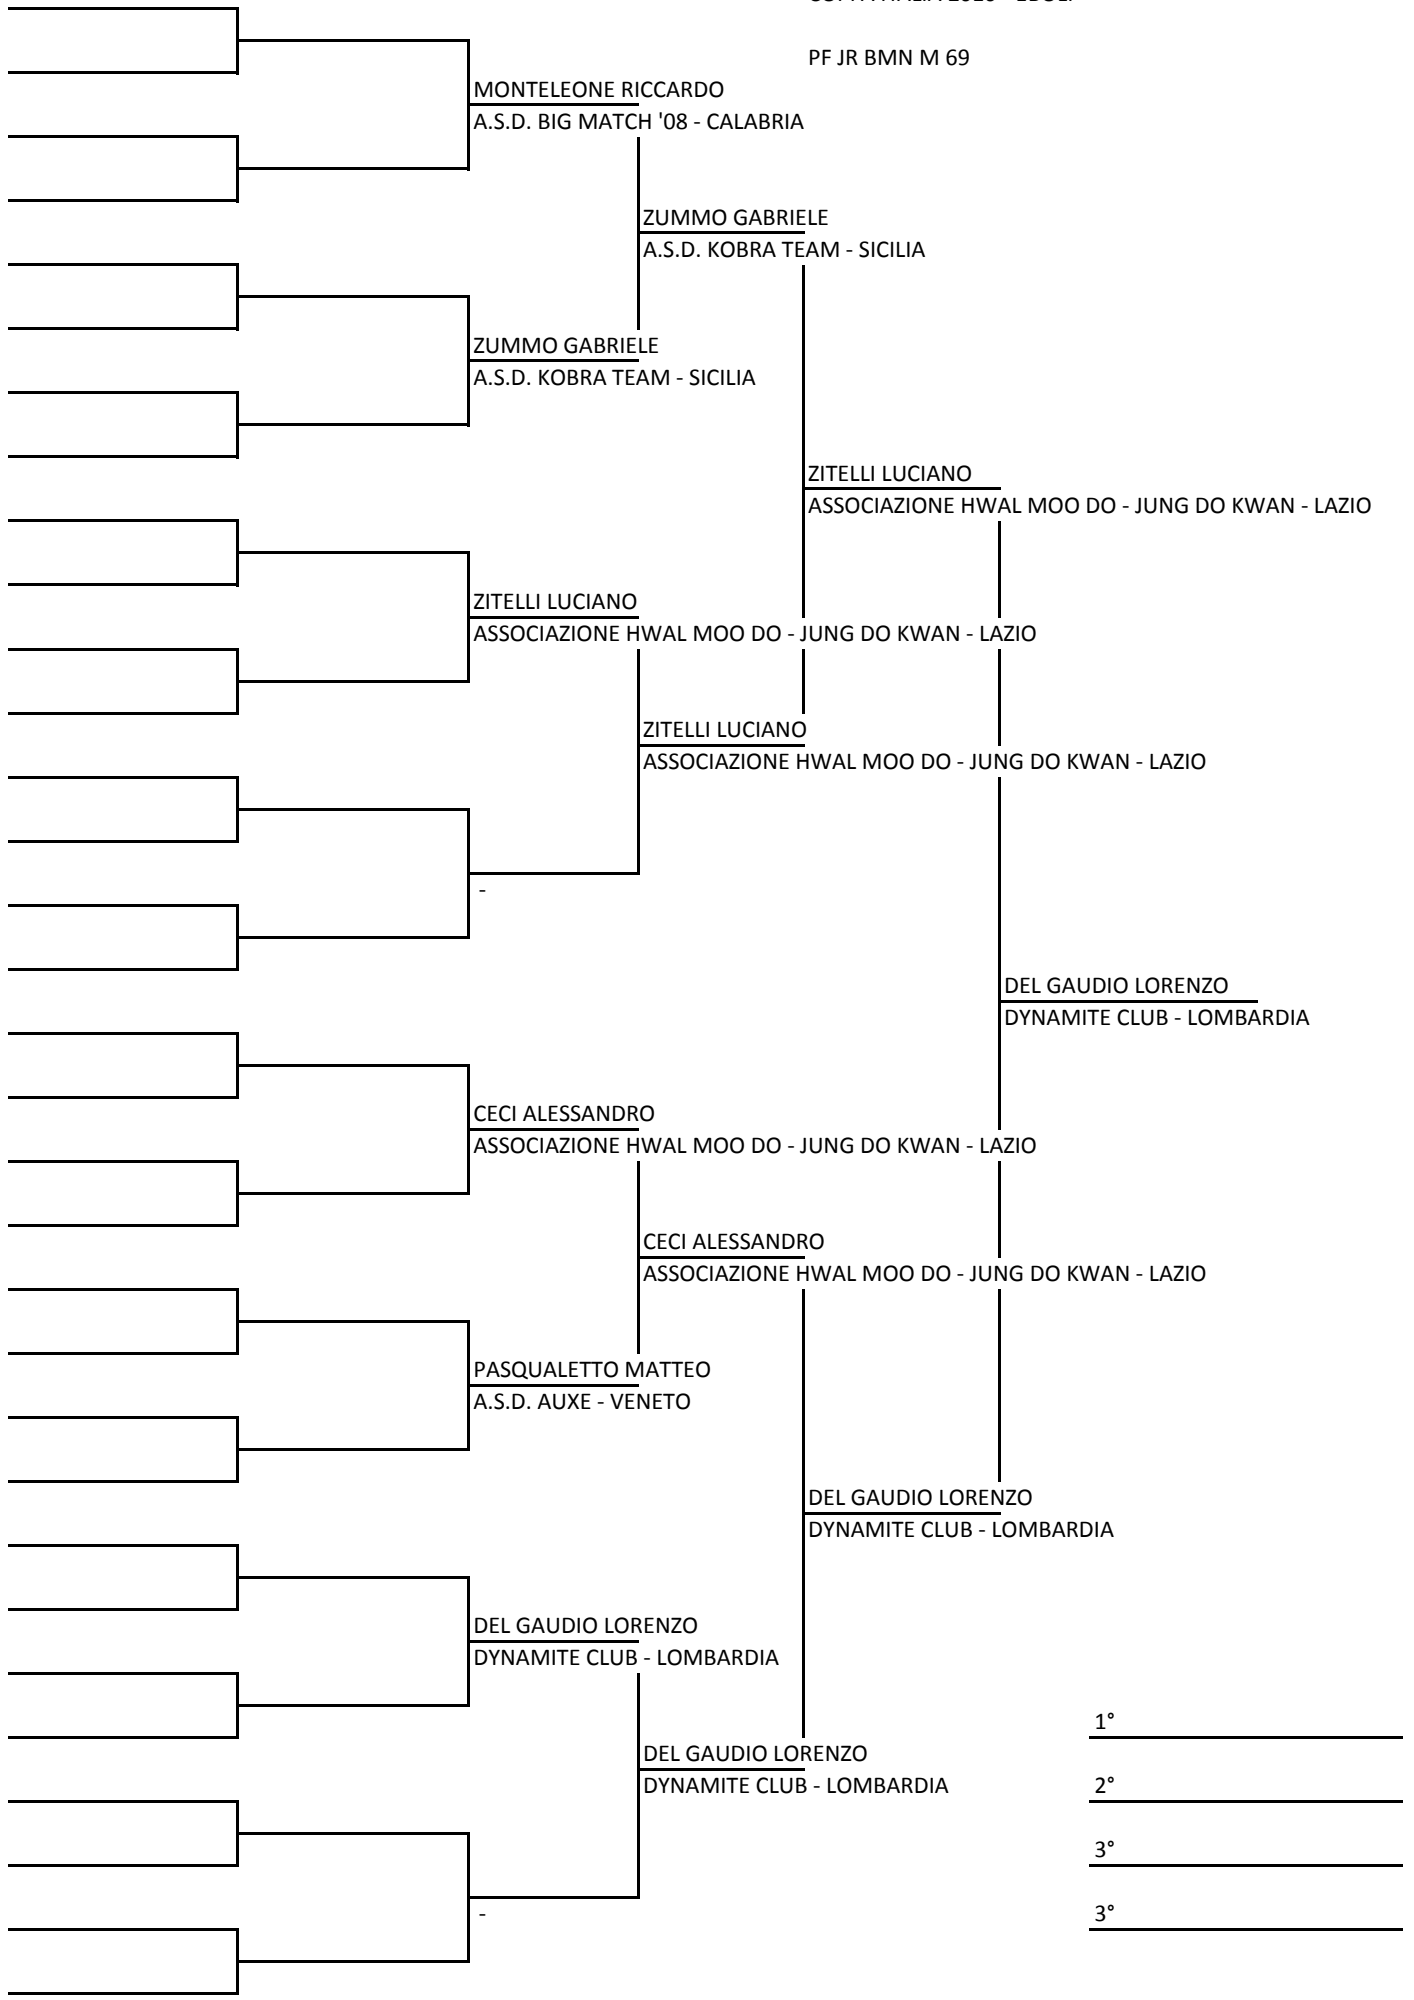 PF JR BMN M 69
MONTELEONE RICCARDO
A.S.D. BIG MATCH '08 - CALABRIA
ZUMMO GABRIELE
A.S.D. KOBRA TEAM - SICILIA
ZUMMO GABRIELE
A.S.D. KOBRA TEAM - SICILIA
ZITELLI LUCIANO
ASSOCIAZIONE HWAL MOO DO - JUNG DO KWAN - LAZIO
ZITELLI LUCIANO
ASSOCIAZIONE HWAL MOO DO - JUNG DO KWAN - LAZIO
ZITELLI LUCIANO
ASSOCIAZIONE HWAL MOO DO - JUNG DO KWAN - LAZIO
-
DEL GAUDIO LORENZO
DYNAMITE CLUB - LOMBARDIA
CECI ALESSANDRO
ASSOCIAZIONE HWAL MOO DO - JUNG DO KWAN - LAZIO
CECI ALESSANDRO
ASSOCIAZIONE HWAL MOO DO - JUNG DO KWAN - LAZIO
PASQUALETTO MATTEO
A.S.D. AUXE - VENETO
DEL GAUDIO LORENZO
DYNAMITE CLUB - LOMBARDIA
DEL GAUDIO LORENZO
DYNAMITE CLUB - LOMBARDIA
1°
DEL GAUDIO LORENZO
DYNAMITE CLUB - LOMBARDIA
2°
3°
-
3°